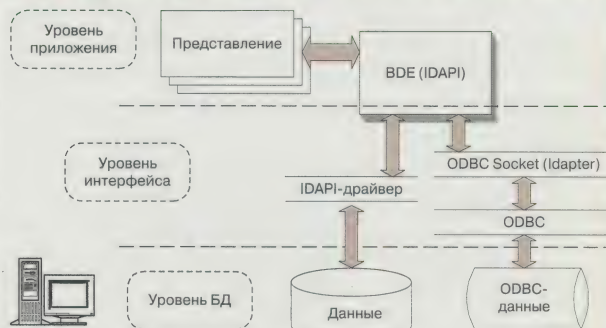 Уровень
приложения
Представление
BDE (IDAPI)
Уровень
интерфейса
IDAPI-драйвер
ODBC Socket (Idapter)
ODBC
Уровень БД
Данные
ODBC-
данные